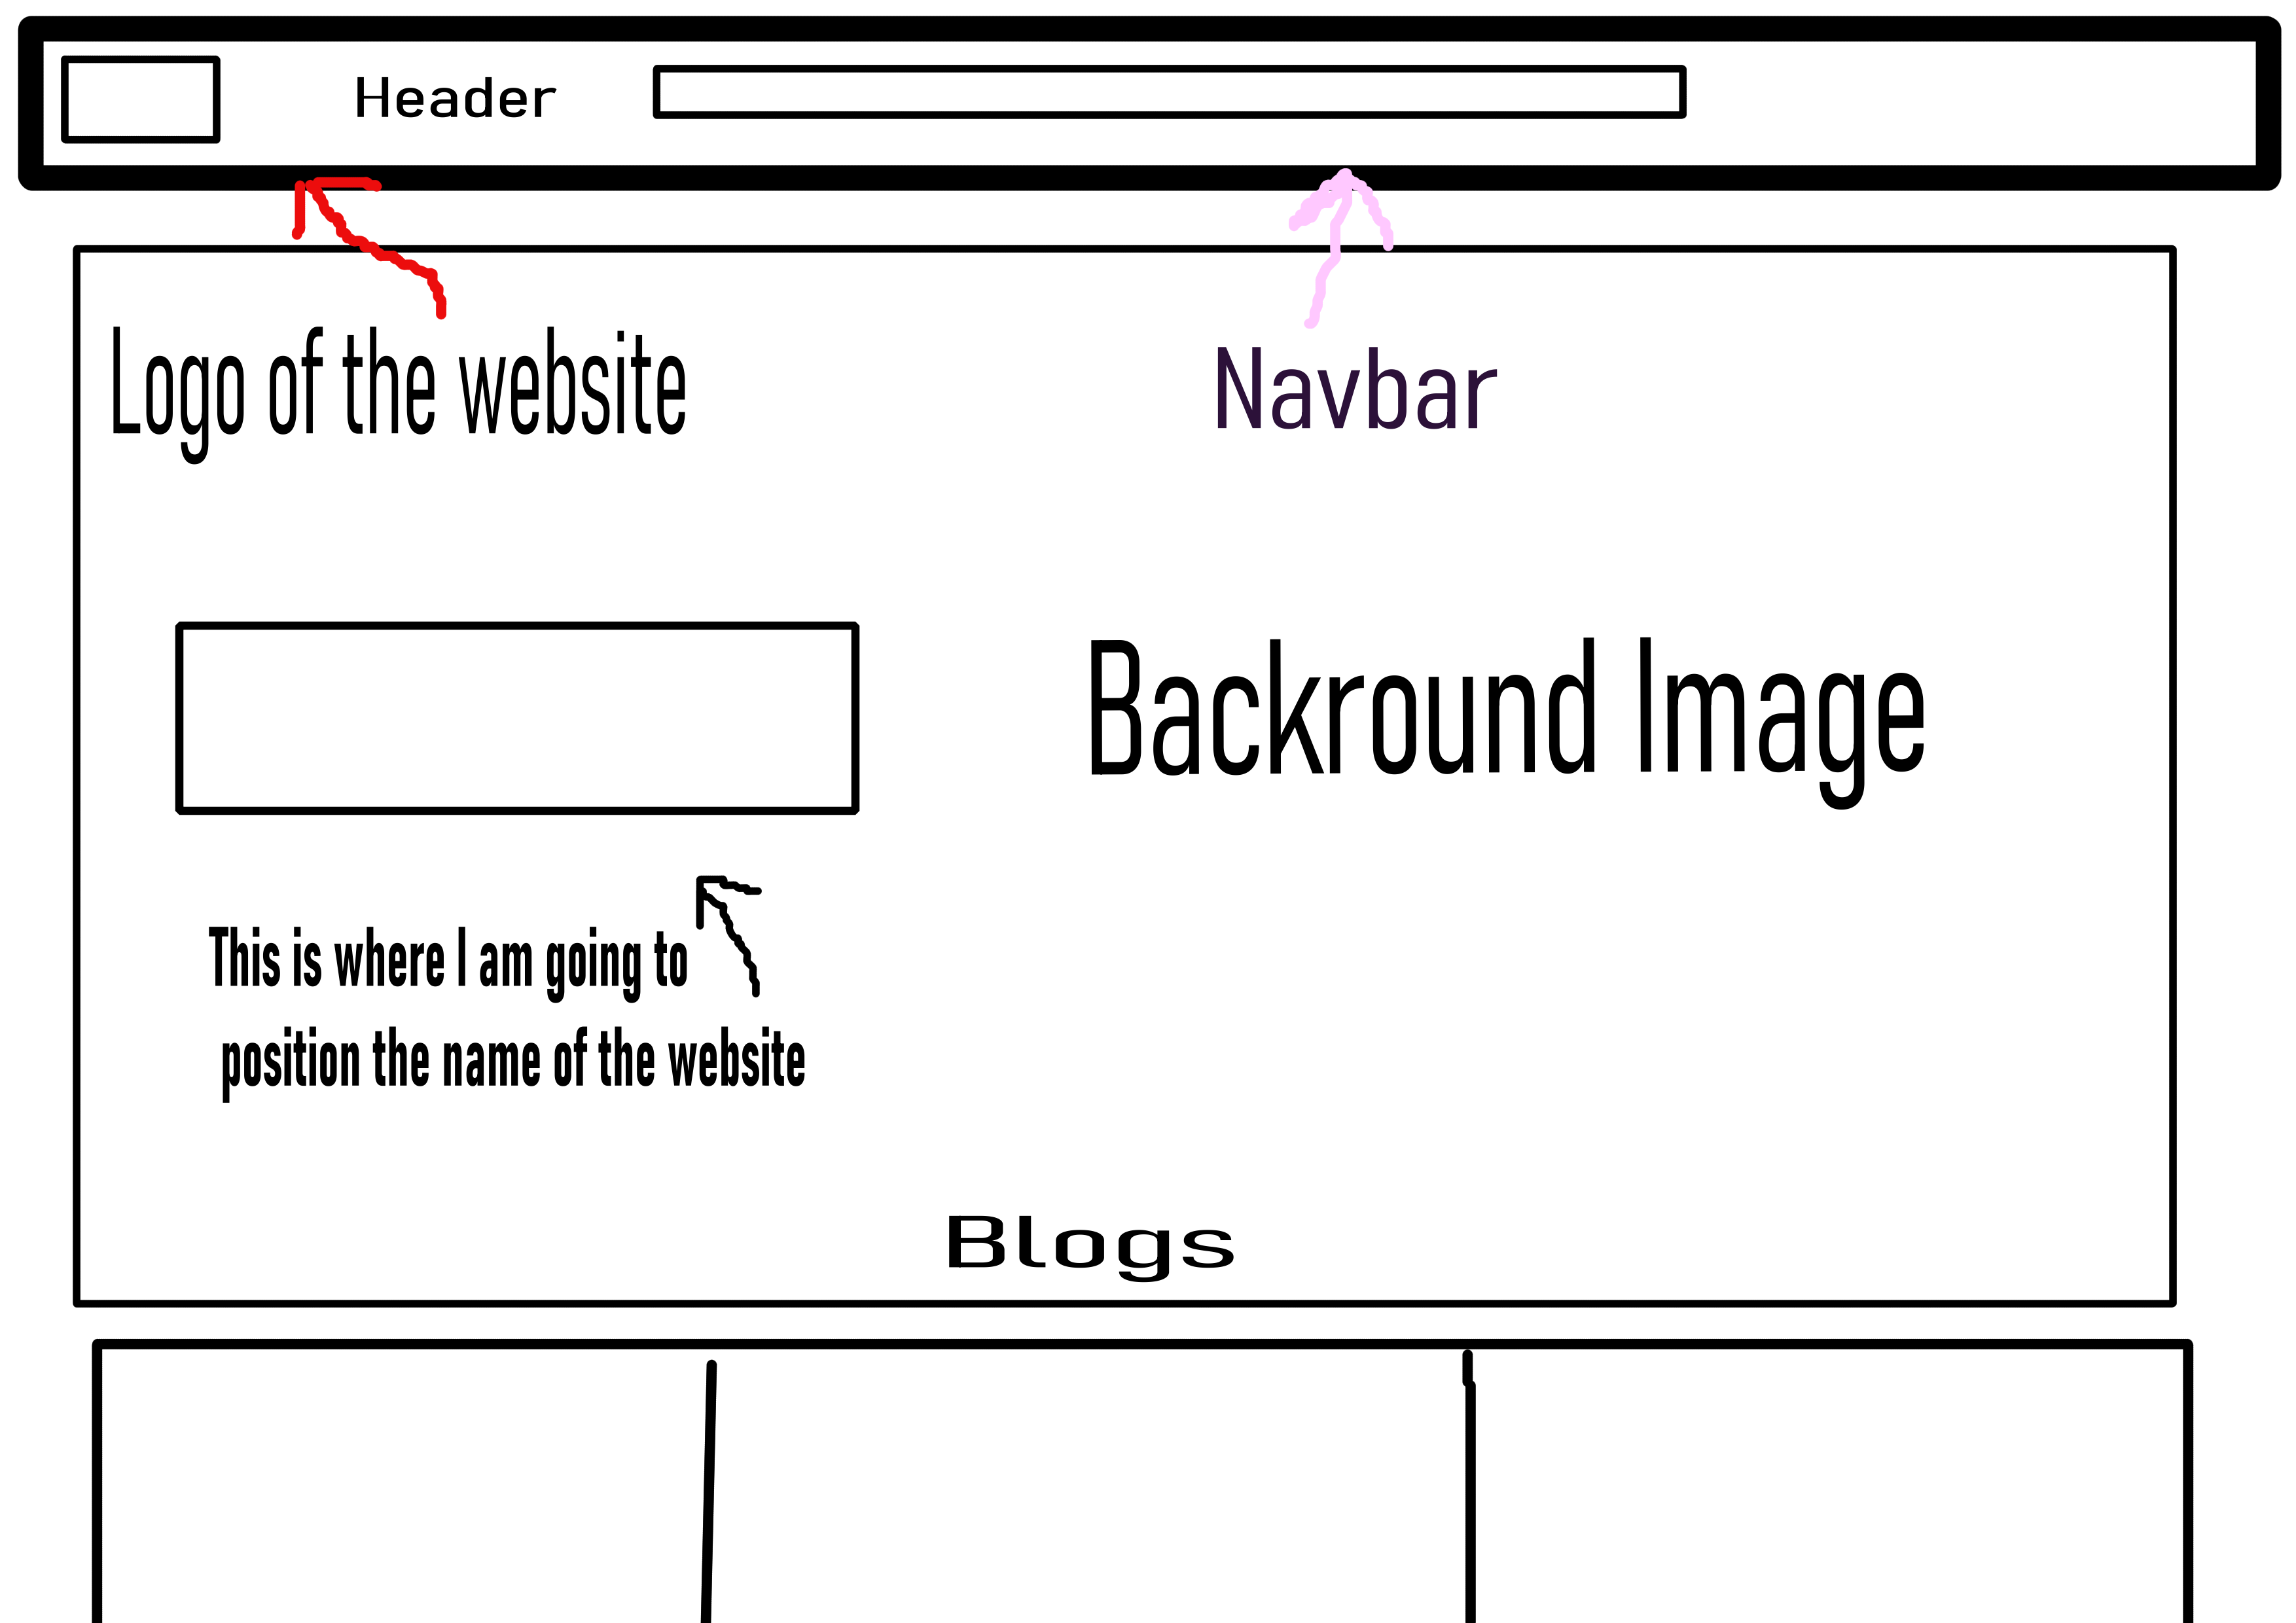 Header
Logo of the website
Navbar
Backround Image
This is where I am going to
position the name of the website
Blogs